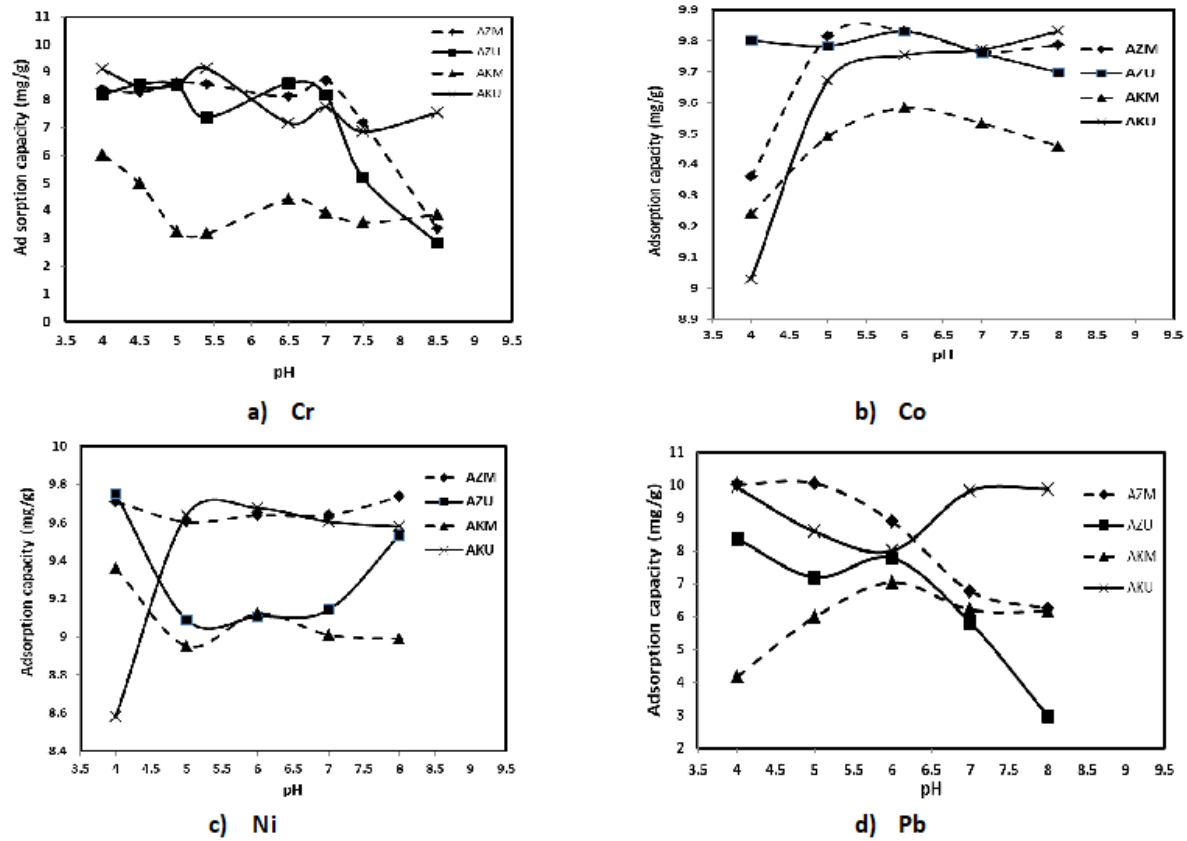 11
10
9
8
7
6
5
4
3
2
1
0
Ad sorption capacity (mg/g)
3.5 4 4.5 5 5.5 6 6.5 7 7.5 8 8.5 9 9.5
pH
AZM
AZU
AKM
AKU
a) Cr
9.9
9.8
9.7
9.6
9.5
9.4
9.3
9.2
9.1
9
8.9
Adsorption capacity (mg/g)
3.5 4 4.5 5 5.5 6 6.5 7 7.5 8 8.5 9 9.5
pH
AZM
AZU
AKM
AKU
b) Co
10
9.8
9.6
9.4
9.2
9
8.8
8.6
8.4
Adsorption capacity (mg/g)
3.5 4 4.5 5 5.5 6 6.5 7 7.5 8 8.5 9 9.5
pH
AZM
AZU
AKM
AKU
c) Ni
11
10
9
8
7
6
5
4
3
2
Adsorption capacity (mg/g)
3.5 4 4.5 5 5.5 6 6.5 7 7.5 8 8.5 9 9.5
pH
AZM
AZU
AKM
AKU
d) Pb